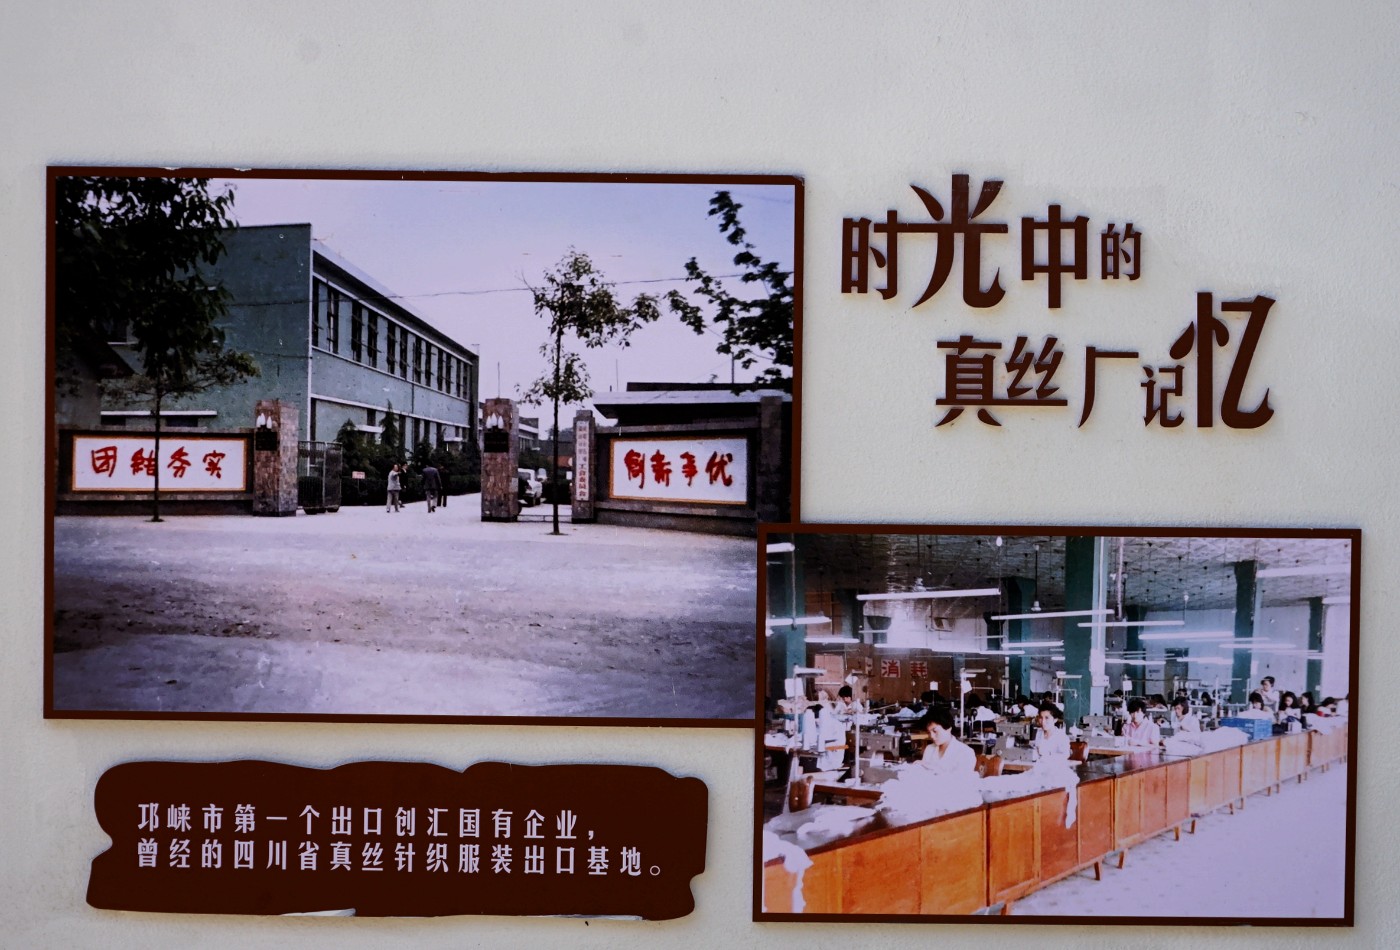 时光中的
真丝厂记忆
团结务实
创新争优
消耗
邛崃市第一个出口创汇国有企业，
曾经的四川省真丝针织服装出口基地。